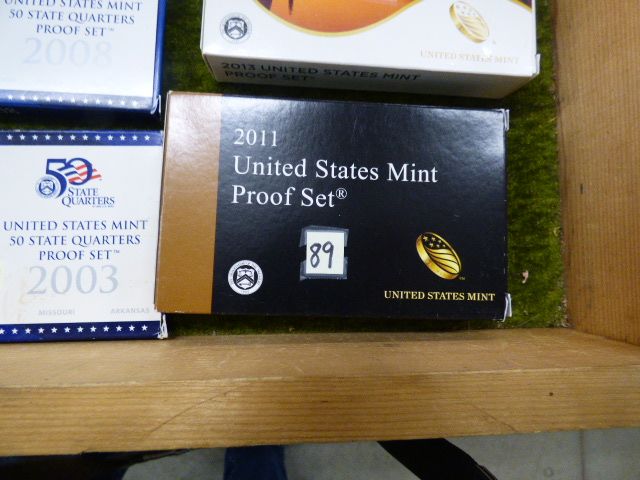 UNITED STATES MINT
50 STATE QUARTERS
PROOF SET™
2008
2013 UNITED STATES MINT
PROOF SET®
UNITED STATES MINT
50
STATE
QUARTERS
UNITED STATES MINT
50 STATE QUARTERS
PROOF SET™
2003
MISSOURI ARKANSAS
2011
United States Mint
Proof Set®
89
UNITED STATES MINT